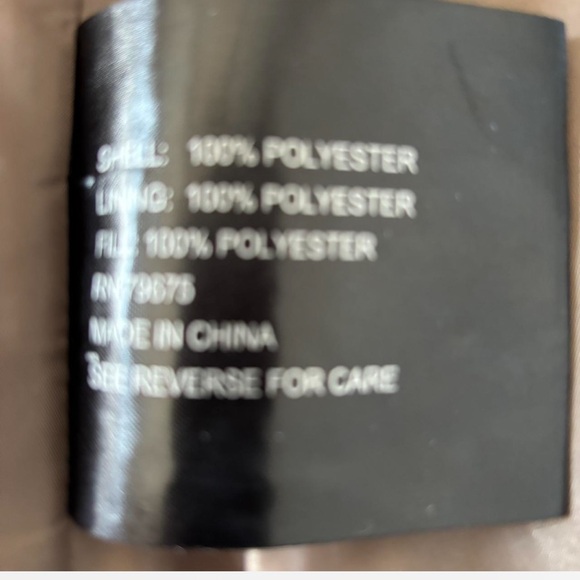 SHELL: 100% POLYESTER
LINING: 100% POLYESTER
FILL: 100% POLYESTER
MADE IN CHINA
SEE REVERSE FOR CARE